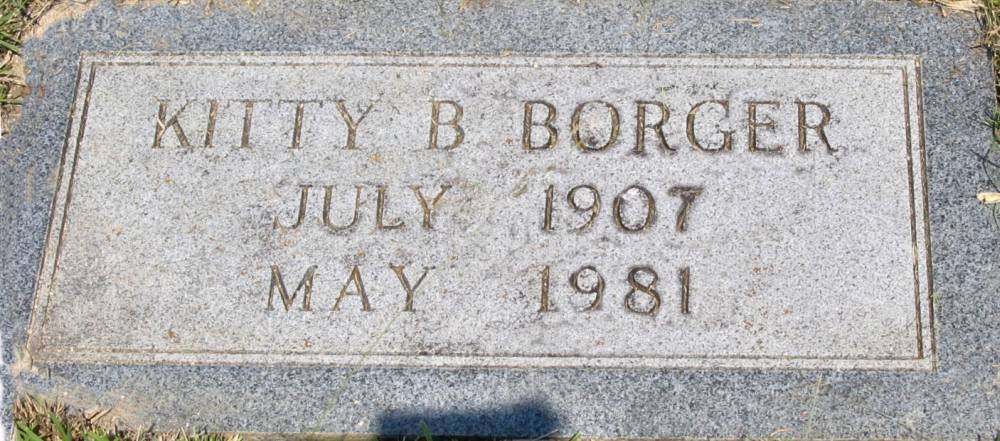 KITTY B BORGER
JULY 1907
MAY 1981